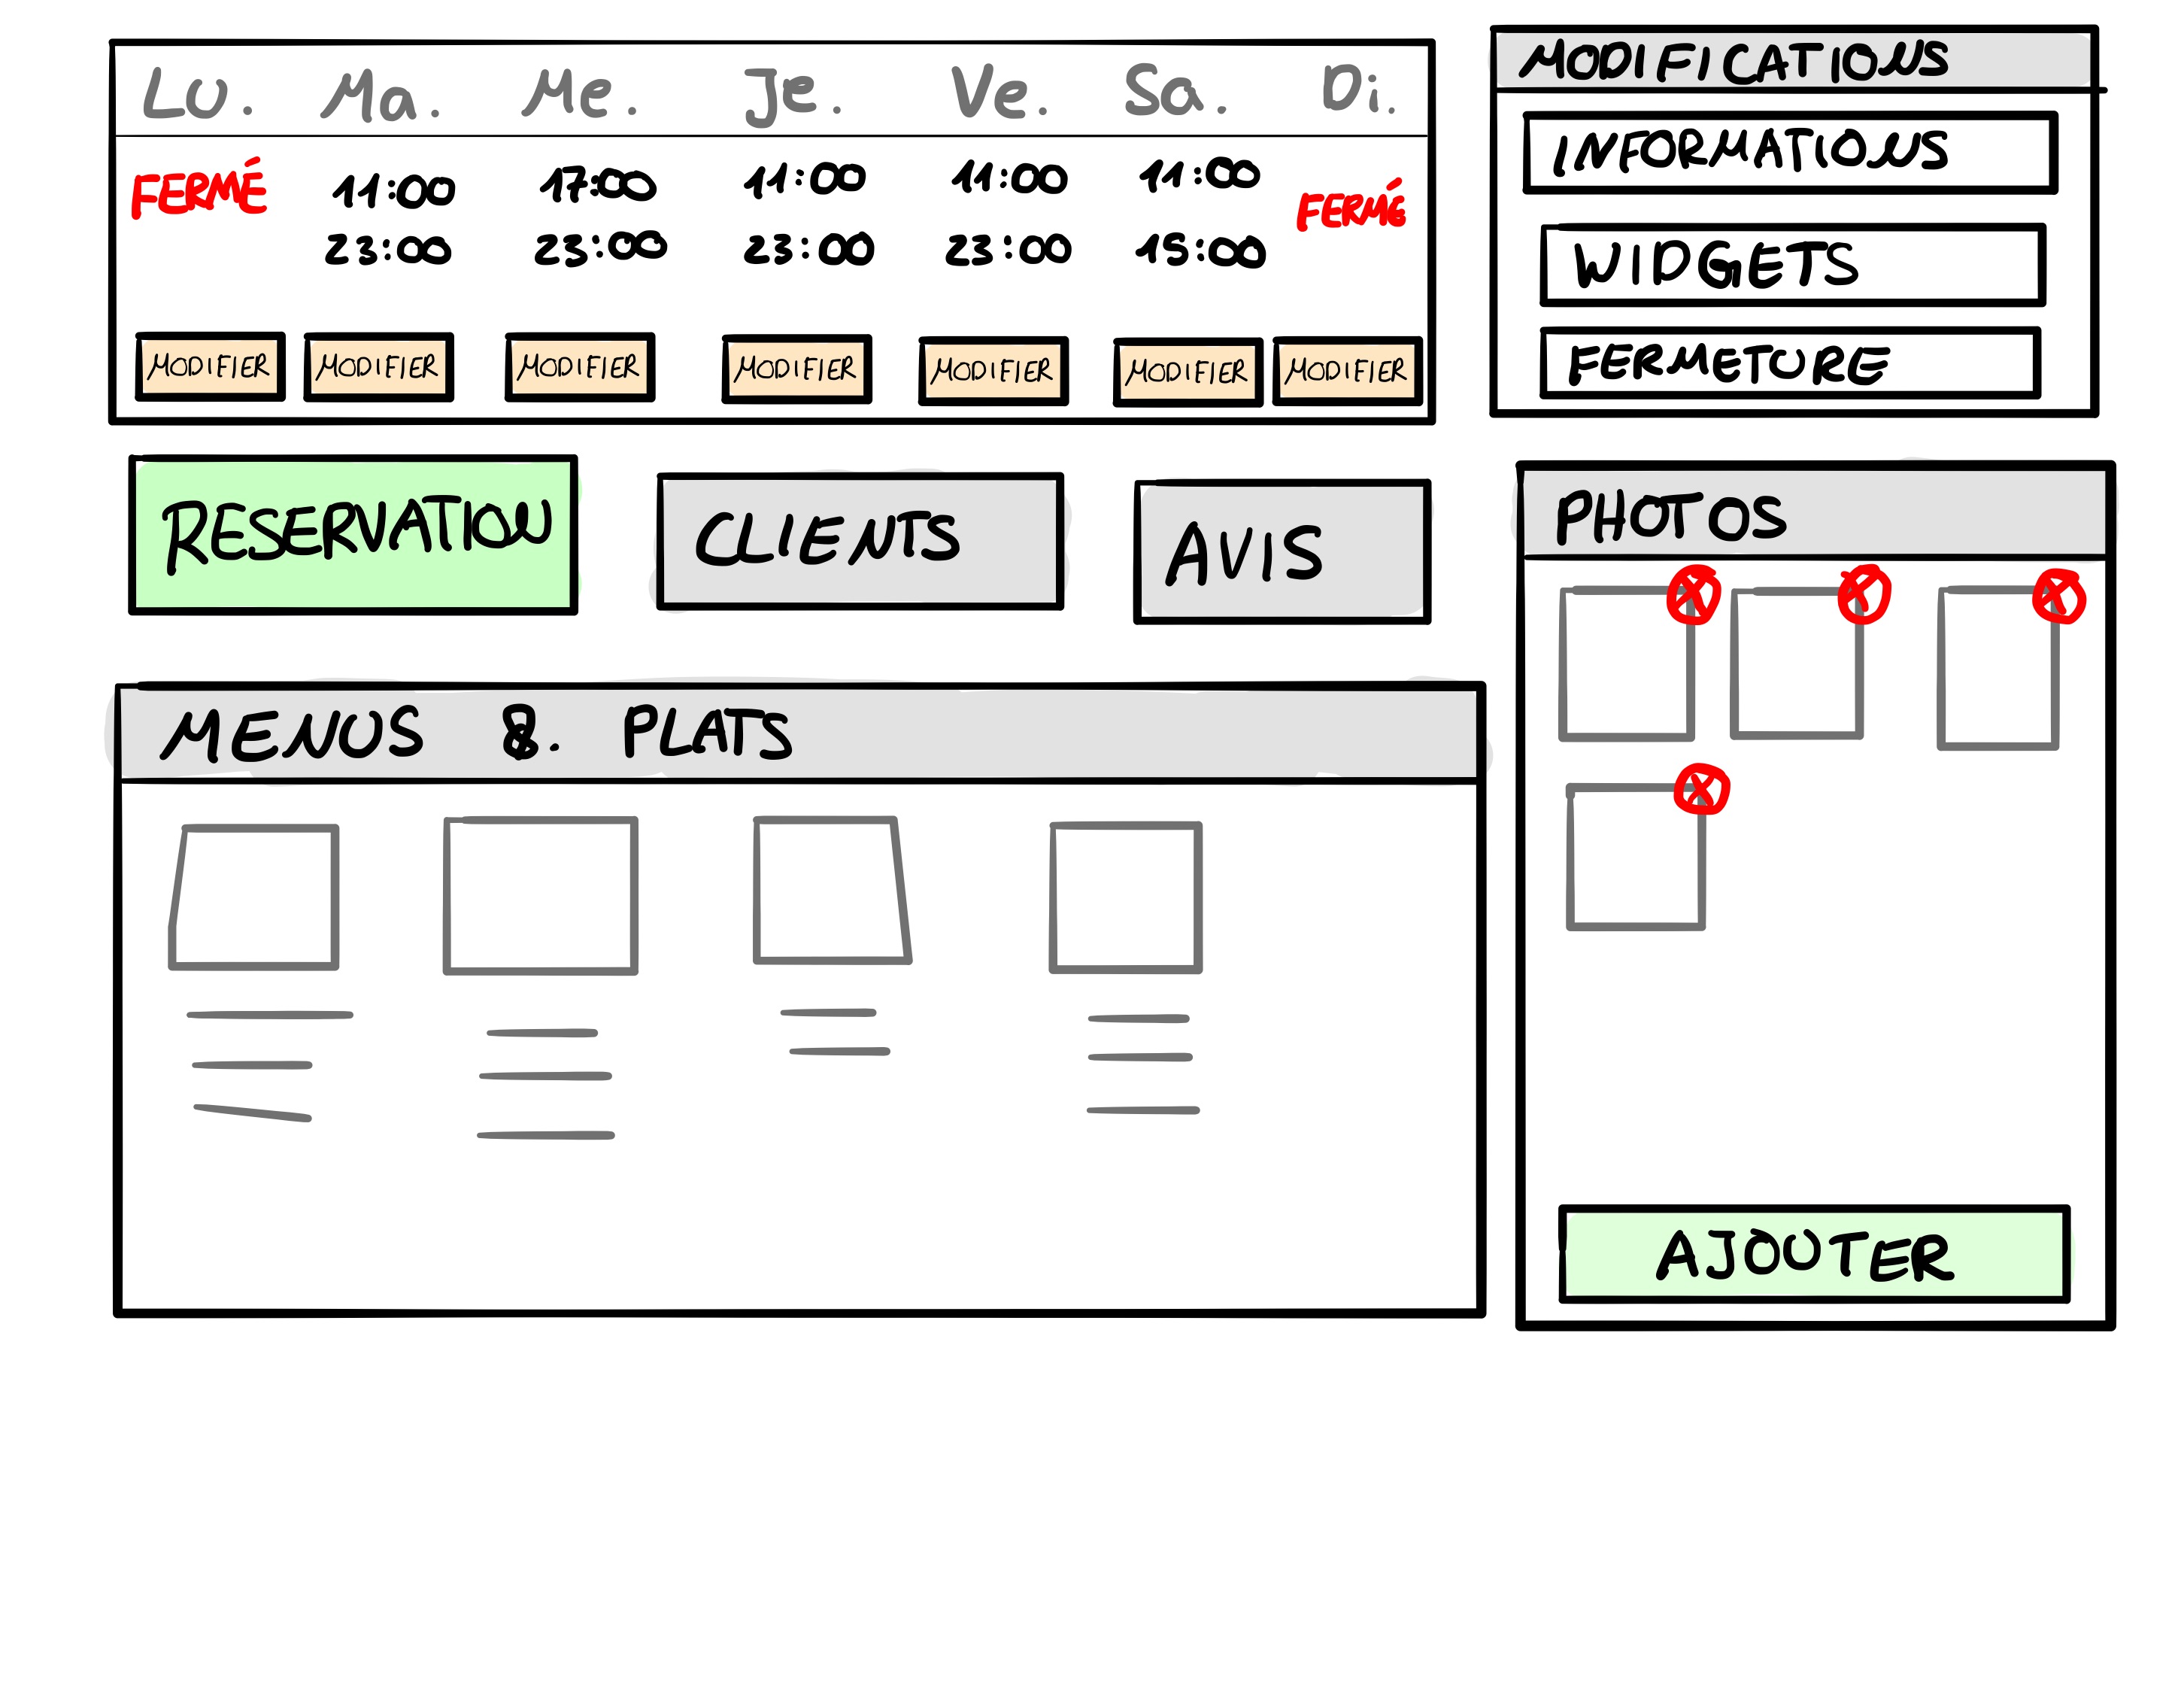 Lu. Ma. Me. Je. Ve. Sa. Di.
FERMÉ 11:00 17:00 11:00 11:00 11:00 FERMÉ
23:00 23:00 23:00 23:00 15:00
MODIFIER MODIFIER MODIFIER MODIFIER MODIFIER MODIFIER MODIFIER
MODIFICATIONS
INFORMATIONS
WIDGETS
FERMETURE
RESERVATION CLIENTS AVIS
MENUS & PLATS
PHOTOS
X X X
X
AJOUTER